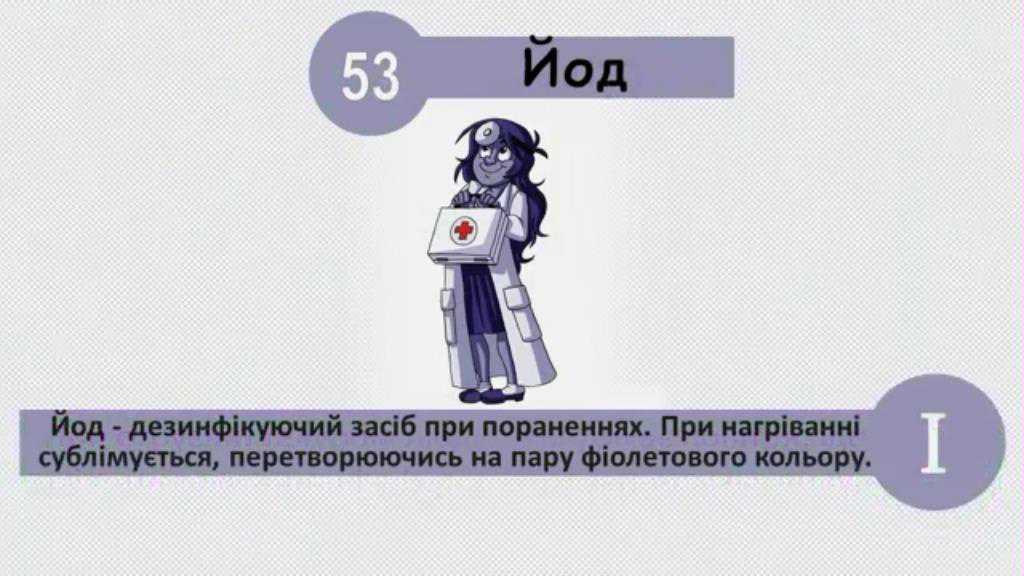 53
Йод
Йод - дезинфікуючий засіб при пораненнях. При нагріванні
сублімується, перетворюючись на пару фіолетового кольору.
I